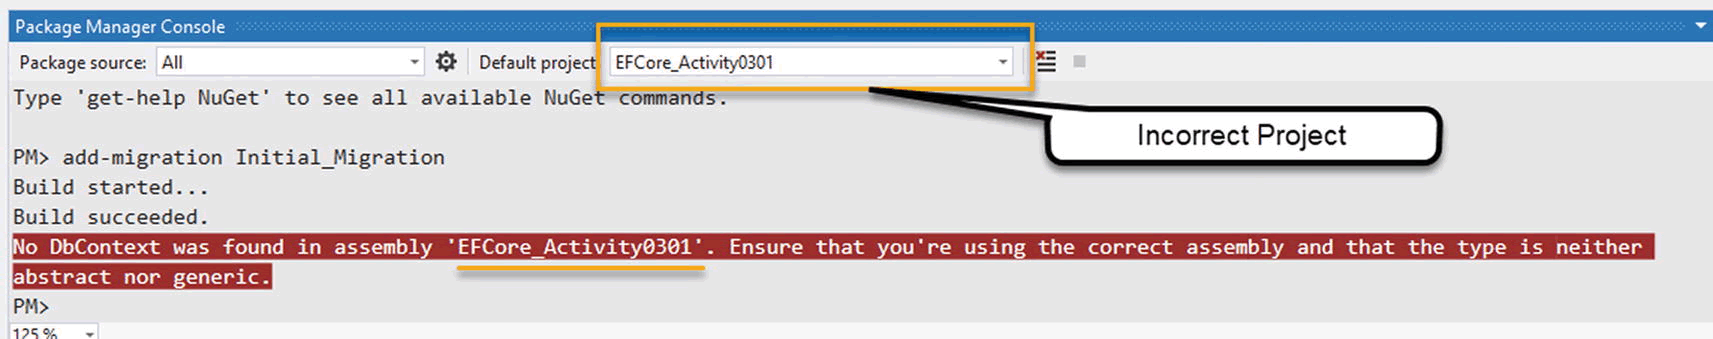 Package Manager Console
Package source: All Default project EFCore_Activity0301
Type 'get-help NuGet' to see all available NuGet commands.
Incorrect Project
PM> add-migration Initial_Migration
Build started...
Build succeeded.
No DbContext was found in assembly 'EFCore_Activity0301'. Ensure that you're using the correct assembly and that the type is neither
abstract nor generic.
PM>
125 %